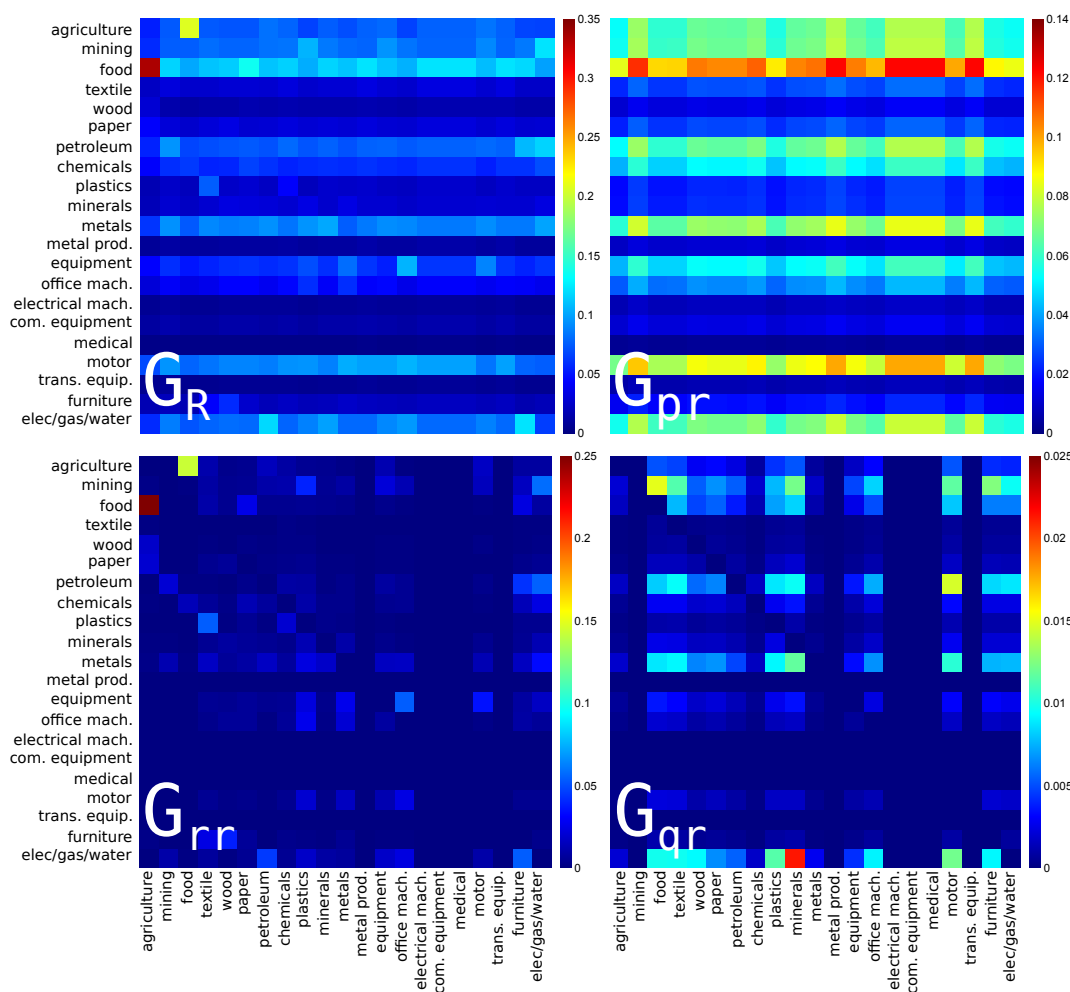 agriculture
mining
food
textile
wood
paper
petroleum
chemicals
plastics
minerals
metals
metal prod.
equipment
office mach.
electrical mach.
com. equipment
medical
motor
trans. equip.
furniture
elec/gas/water
G_R
0.35
0.30
0.25
0.20
0.15
0.10
0.05
0
G_pr
0.14
0.12
0.10
0.08
0.06
0.04
0.02
0
agriculture
mining
food
textile
wood
paper
petroleum
chemicals
plastics
minerals
metals
metal prod.
equipment
office mach.
electrical mach.
com. equipment
medical
motor
trans. equip.
furniture
elec/gas/water
G_rr
0.25
0.20
0.15
0.10
0.05
0
G_qr
0.025
0.020
0.015
0.010
0.005
0
agriculture
mining
food
textile
wood
paper
petroleum
chemicals
plastics
minerals
metals
metal prod.
equipment
office mach.
electrical mach.
com. equipment
medical
motor
trans. equip.
furniture
elec/gas/water
agriculture
mining
food
textile
wood
paper
petroleum
chemicals
plastics
minerals
metals
metal prod.
equipment
office mach.
electrical mach.
com. equipment
medical
motor
trans. equip.
furniture
elec/gas/water